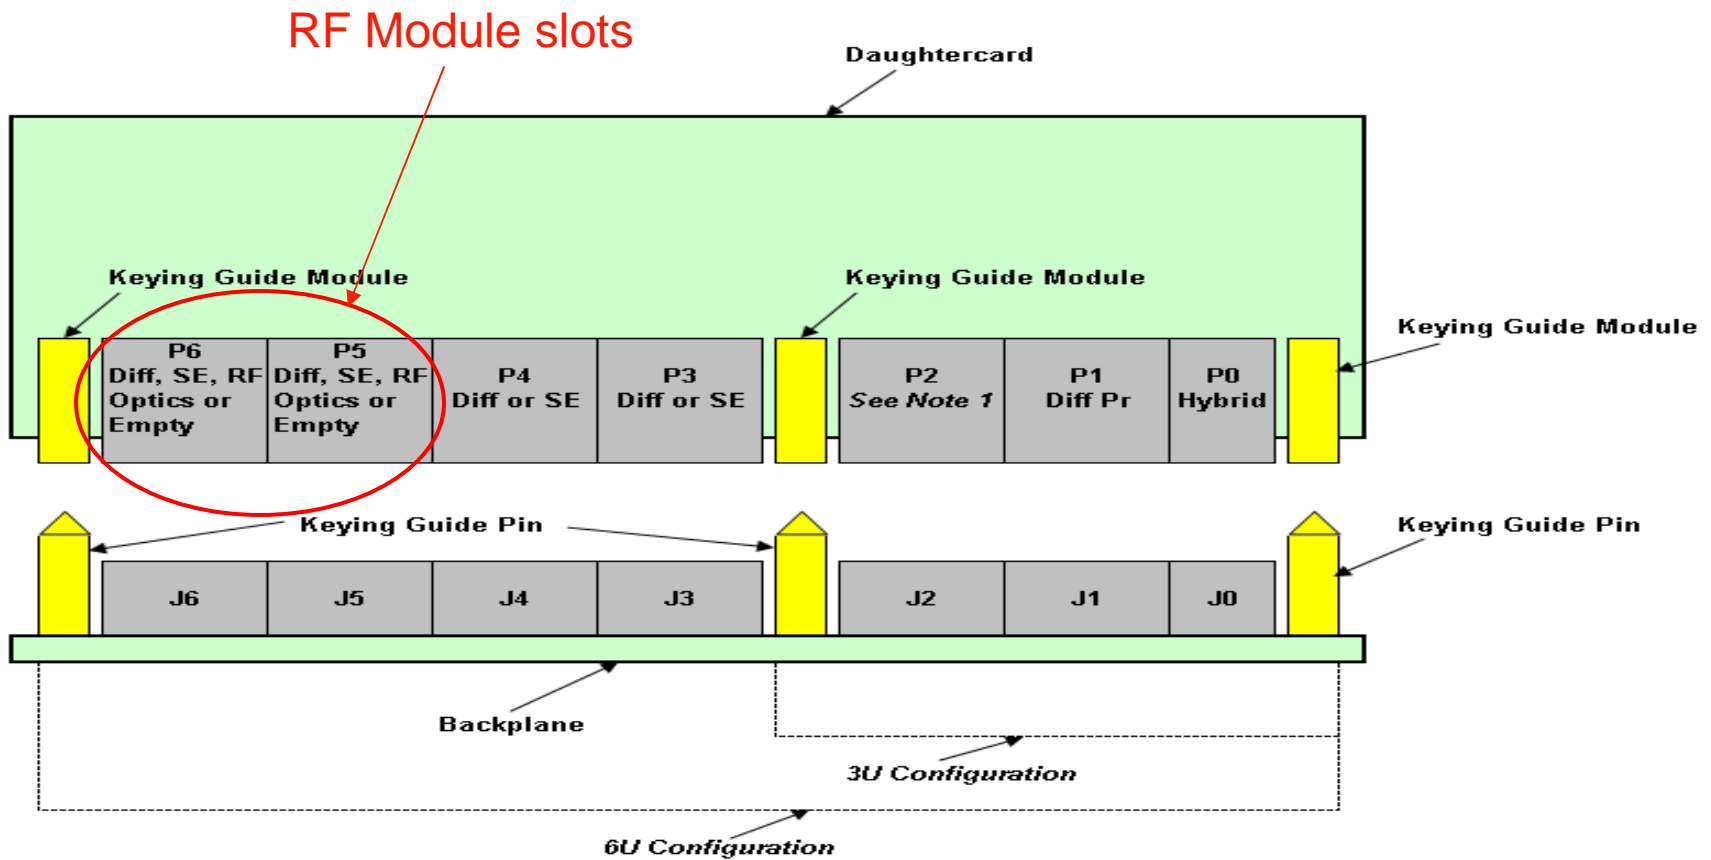 RF Module slots
Daughtercard
Keying Guide Module
Keying Guide Module
Keying Guide Module
P6
Diff, SE, RF
Optics or
Empty
P5
Diff, SE, RF
Optics or
Empty
P4
Diff or SE
P3
Diff or SE
P2
See Note 1
P1
Diff Pr
P0
Hybrid
Keying Guide Pin
Keying Guide Pin
J6
J5
J4
J3
J2
J1
J0
Backplane
3U Configuration
6U Configuration